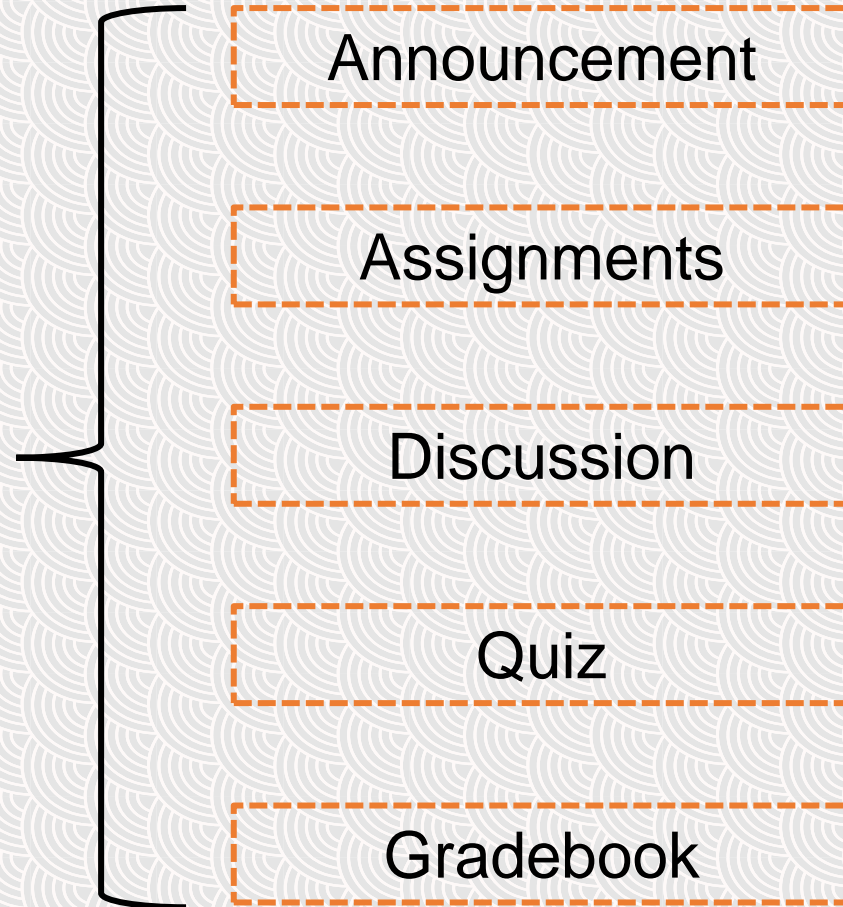 Announcement
Assignments
Discussion
Quiz
Gradebook